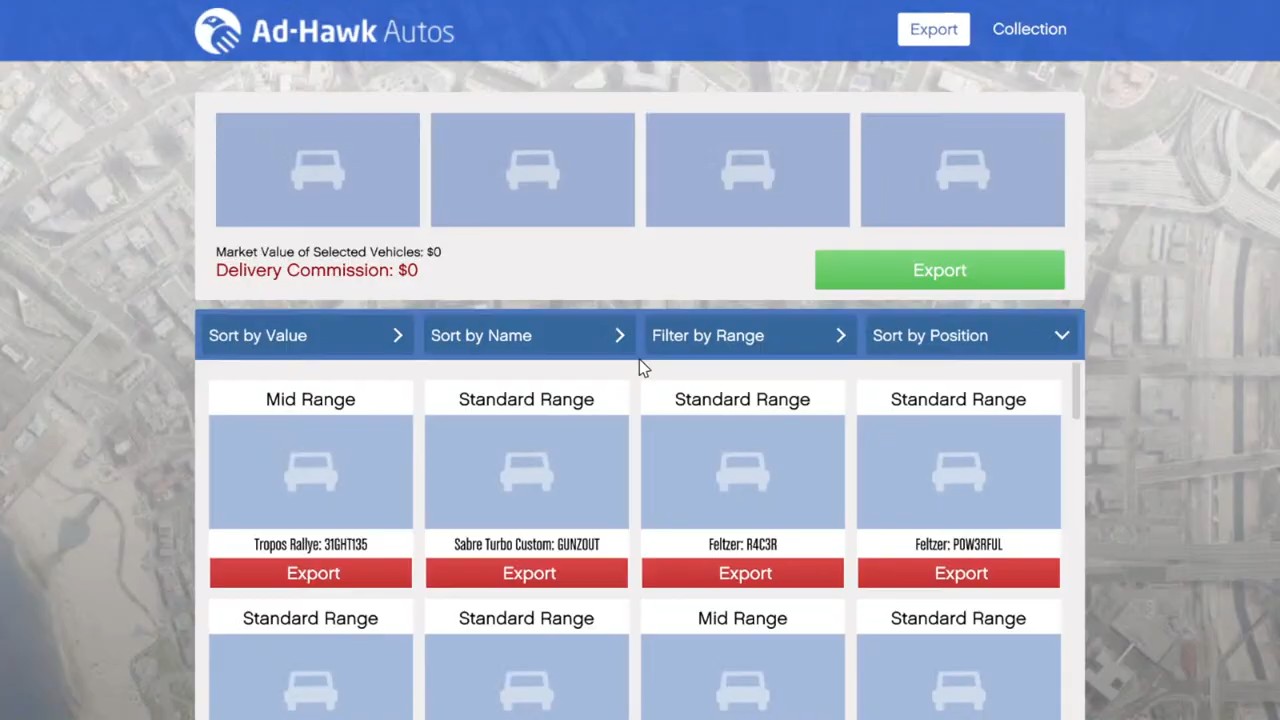 Ad-Hawk Autos
Export
Collection
Market Value of Selected Vehicles: $0
Delivery Commission: $0
Export
Sort by Value
Sort by Name
Filter by Range
Sort by Position
Mid Range
Standard Range
Standard Range
Standard Range
Tropos Rallye: 31GHT135
Sabre Turbo Custom: GUNZOUT
Feltzer: R4C3R
Feltzer: P0W3RFUL
Export
Export
Export
Export
Standard Range
Standard Range
Mid Range
Standard Range